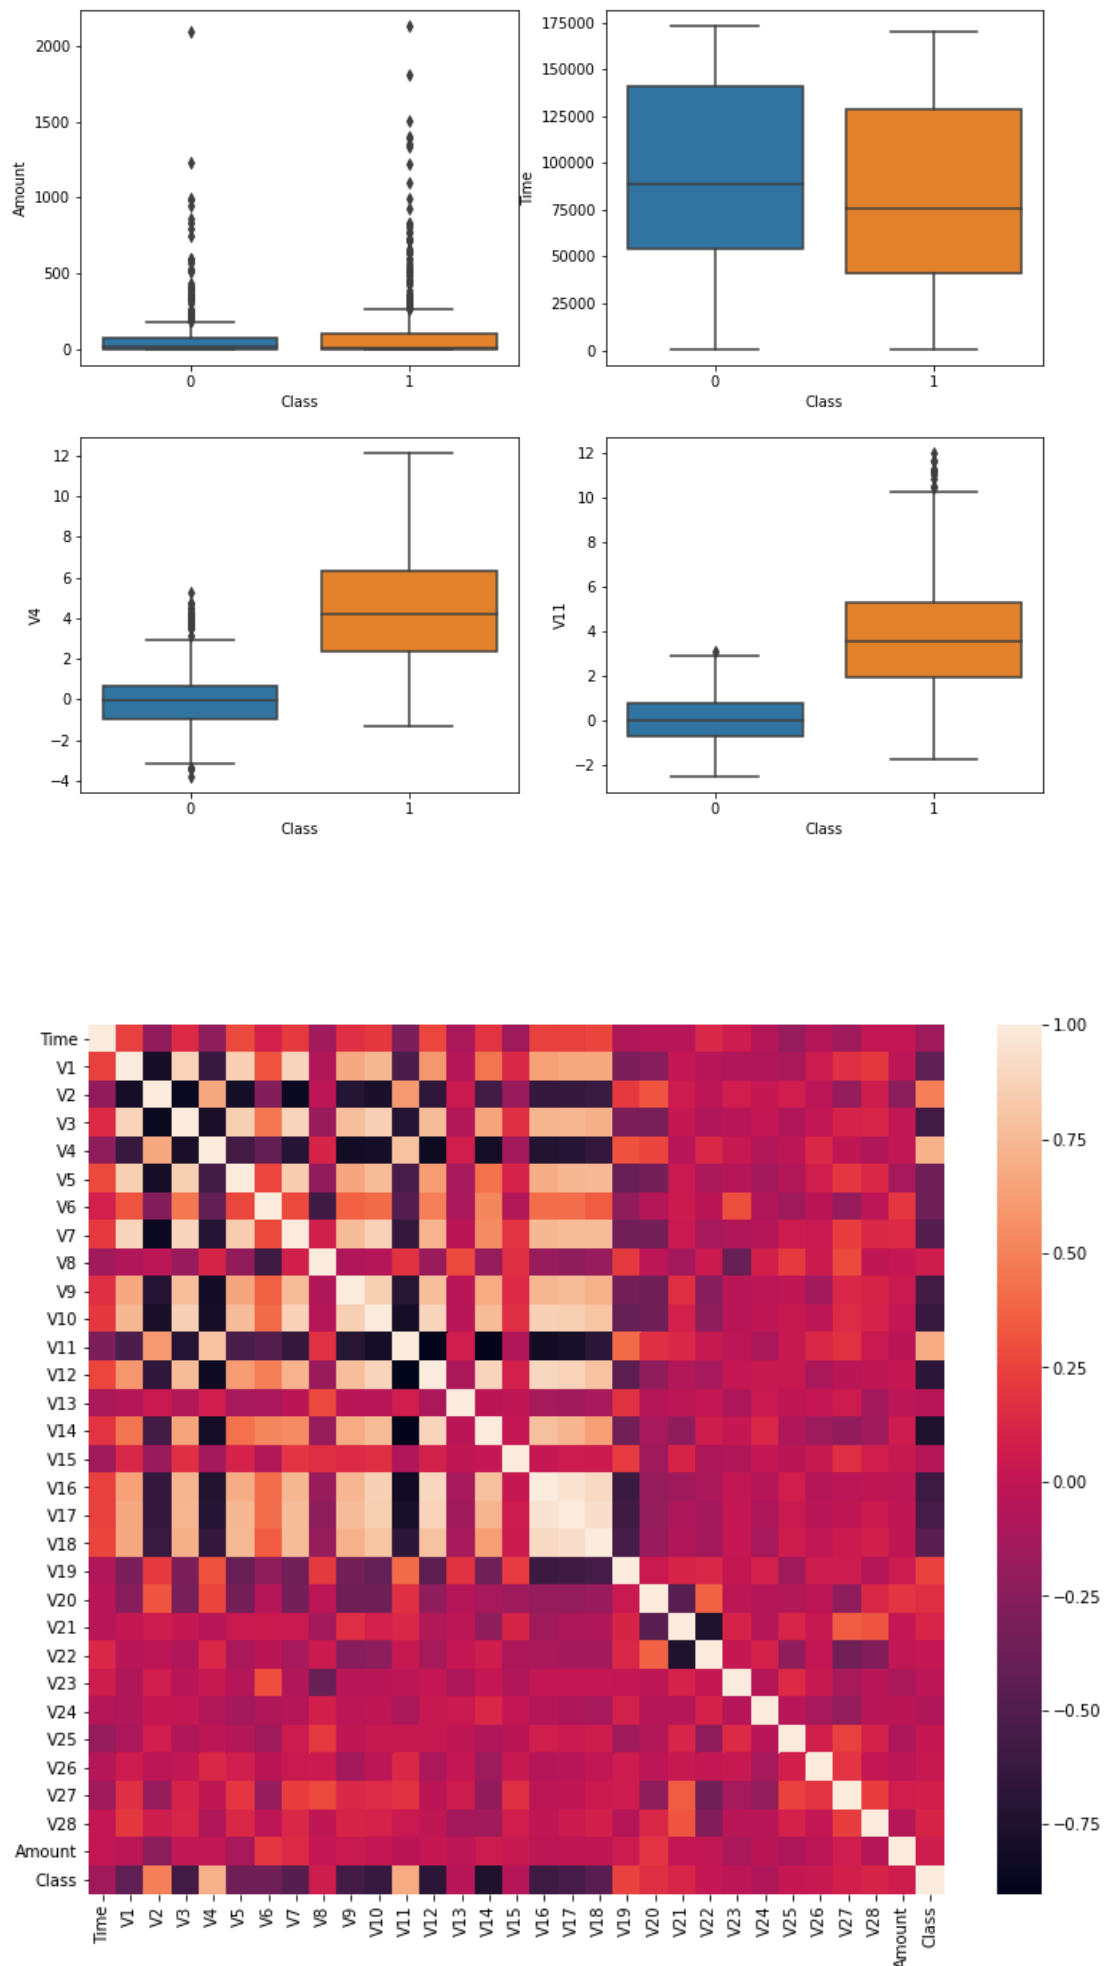 2000
1500
1000
500
0
Amount
0
1
Class
175000
150000
125000
100000
75000
50000
25000
0
Time
0
1
Class
12
10
8
6
4
2
0
−2
−4
V4
0
1
Class
12
10
8
6
4
2
0
−2
V11
0
1
Class
Time
V1
V2
V3
V4
V5
V6
V7
V8
V9
V10
V11
V12
V13
V14
V15
V16
V17
V18
V19
V20
V21
V22
V23
V24
V25
V26
V27
V28
Amount
Class
Time
V1
V2
V3
V4
V5
V6
V7
V8
V9
V10
V11
V12
V13
V14
V15
V16
V17
V18
V19
V20
V21
V22
V23
V24
V25
V26
V27
V28
Amount
Class
1.00
0.75
0.50
0.25
0.00
−0.25
−0.50
−0.75